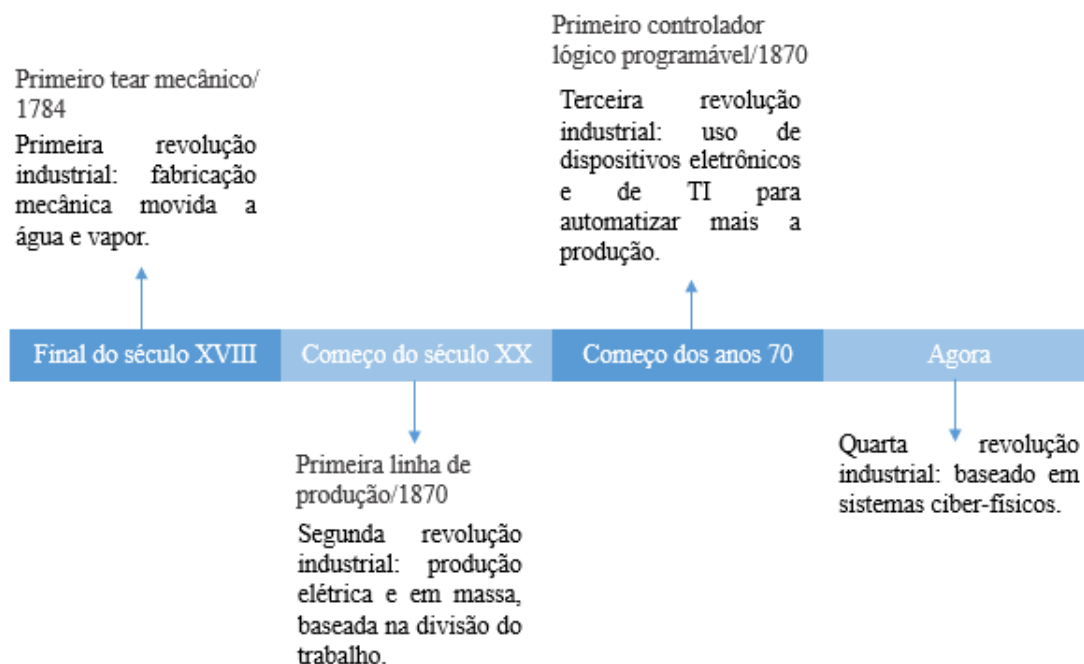 Primeiro tear mecânico/
1784
Primeira revolução
industrial: fabricação
mecânica movida a
água e vapor.
Primeiro controlador
lógico programável/1870
Terceira revolução
industrial: uso de
dispositivos eletrônicos
e de TI para
automatizar mais a
produção.
Final do século XVIII
Começo do século XX
Começo dos anos 70
Agora
Primeira linha de
produção/1870
Segunda revolução
industrial: produção
elétrica e em massa,
baseada na divisão do
trabalho.
Quarta revolução
industrial: baseado em
sistemas ciber-físicos.